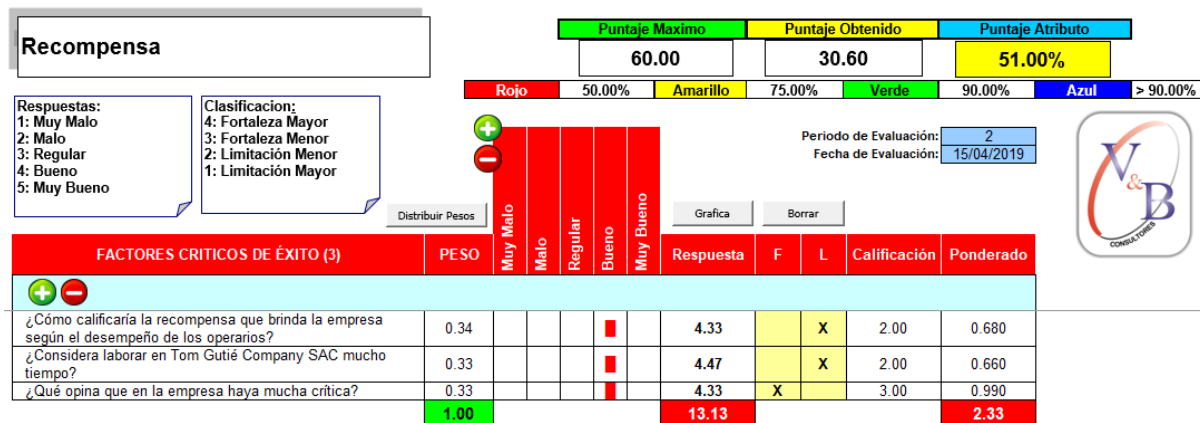 Recompensa
Puntaje Maximo Puntaje Obtenido Puntaje Atributo
60.00 30.60 51.00%
Rojo 50.00% Amarillo 75.00% Verde 90.00% Azul > 90.00%
Respuestas:
1: Muy Malo
2: Malo
3: Regular
4: Bueno
5: Muy Bueno
Clasificacion:
4: Fortaleza Mayor
3: Fortaleza Menor
2: Limitación Menor
1: Limitación Mayor
Periodo de Evaluación: 2
Fecha de Evaluación: 15/04/2019
V&B
CONSULTORES
Distribuir Pesos
Grafica Borrar
FACTORES CRITICOS DE ÉXITO (3) PESO Muy Malo Malo Regular Bueno Muy Bueno Respuesta F L Calificación Ponderado
¿Cómo calificaría la recompensa que brinda la empresa
según el desempeño de los operarios? 0.34 4.33 X 2.00 0.680
¿Considera laborar en Tom Gutié Company SAC mucho
tiempo? 0.33 4.47 X 2.00 0.660
¿Qué opina que en la empresa haya mucha crítica? 0.33 4.33 X 3.00 0.990
1.00 13.13 2.33